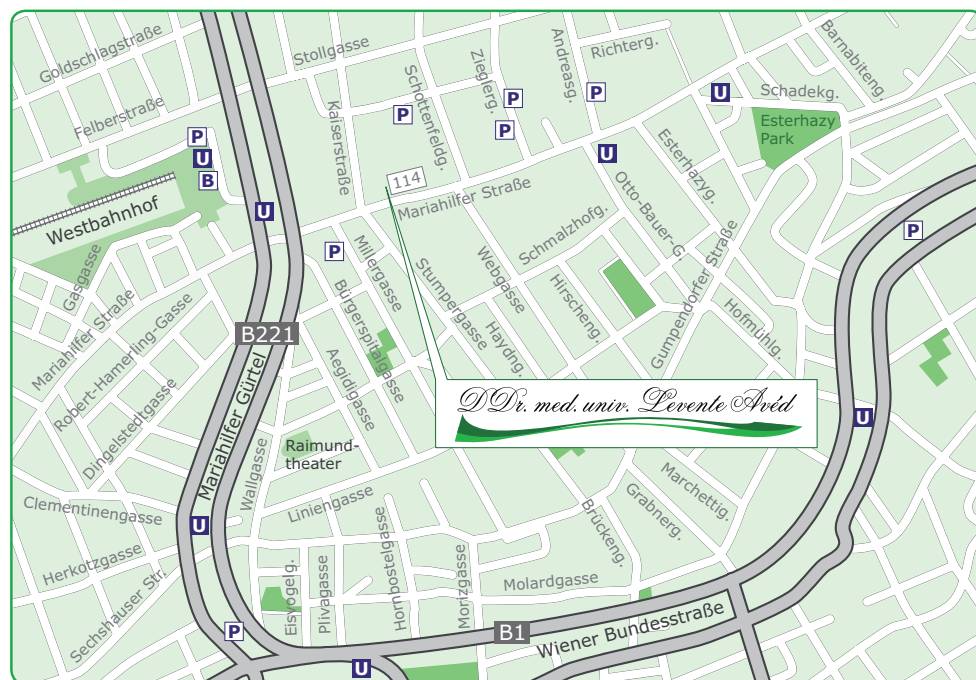 Goldschlagstraße
Stollgasse
Felberstraße
Kaiserstraße
Schottenfeldg.
Zieglerg.
Andreasg.
Richterg.
Barnabiteng.
Schadekg.
Esterhazy
Park
P
P
P
P
P
U
B
U
U
U
Westbahnhof
114
Mariahilfer Straße
Esterhazyg.
Otto-Bauer-G.
Schmalzhofg.
P
P
Gasgasse
Millergasse
Stumpergasse
Webgasse
Hirscheng.
Gumpendorfer Straße
Hofmühlg.
Mariahilfer Straße
Robert-Hamerling-Gasse
Dingelstedtgasse
B221
Bürgerspitalgasse
Aegidigasse
Haydng.
Mariahilfer Gürtel
DDr. med. univ. Levente Avéd
U
Wallgasse
Raimund-
theater
Clementinengasse
U
Liniengasse
Marchettig.
Grabnerg.
Brückeng.
Herkotzgasse
Sechshauser Str.
Eisvogelg.
Plivagasse
Hornbostelgasse
Morizgasse
Molardgasse
P
B1
Wiener Bundesstraße
U